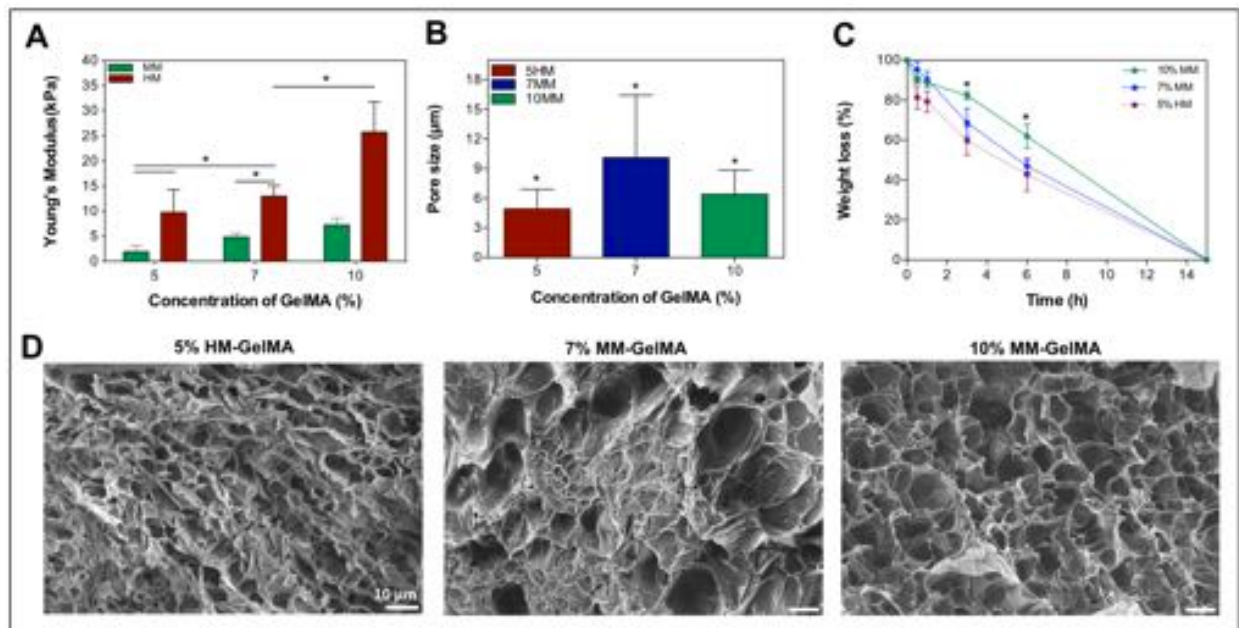 A
MM
HM
Young's Modulus(kPa)
40
35
30
25
20
15
10
5
0
*
*
*
5
7
10
Concentration of GelMA (%)
B
5HM
7MM
10MM
Pore size (µm)
18
15
12
9
6
3
0
*
*
*
5
7
10
Concentration of GelMA (%)
C
10% MM
7% MM
5% HM
Weight loss (%)
100
80
60
40
20
0
*
*
0
2
4
6
8
10
12
14
Time (h)
D
5% HM-GelMA
7% MM-GelMA
10% MM-GelMA
10 µm